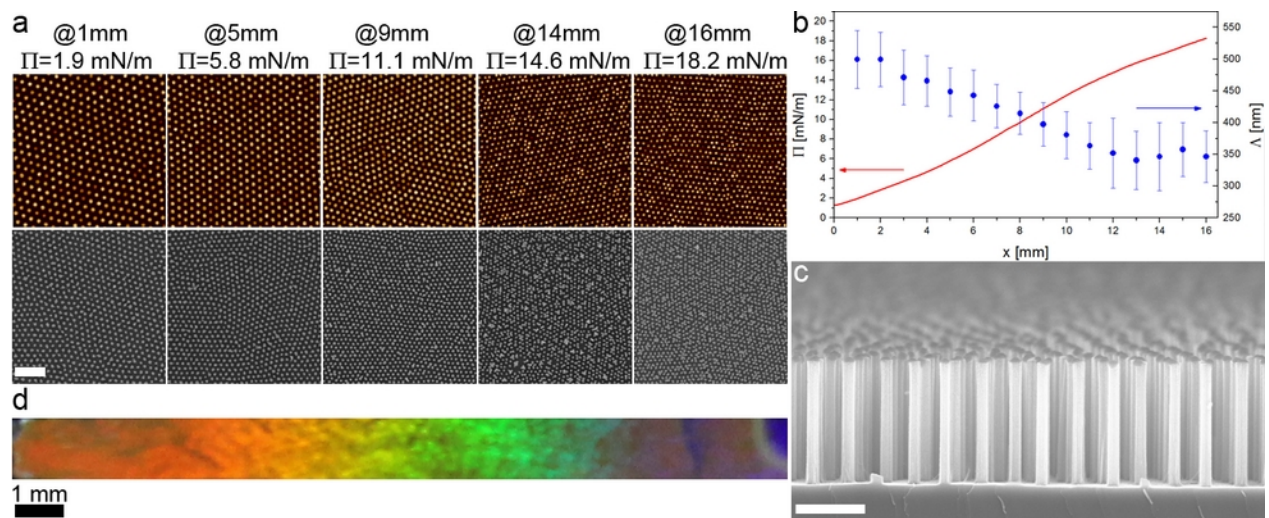 a
@1mm
Π=1.9 mN/m
@5mm
Π=5.8 mN/m
@9mm
Π=11.1 mN/m
@14mm
Π=14.6 mN/m
@16mm
Π=18.2 mN/m
b
Π [mN/m]
20
18
16
14
12
10
8
6
4
2
0
0 2 4 6 8 10 12 14 16
x [mm]
550
500
450
400
350
300
250
Λ [nm]
c
d
1 mm